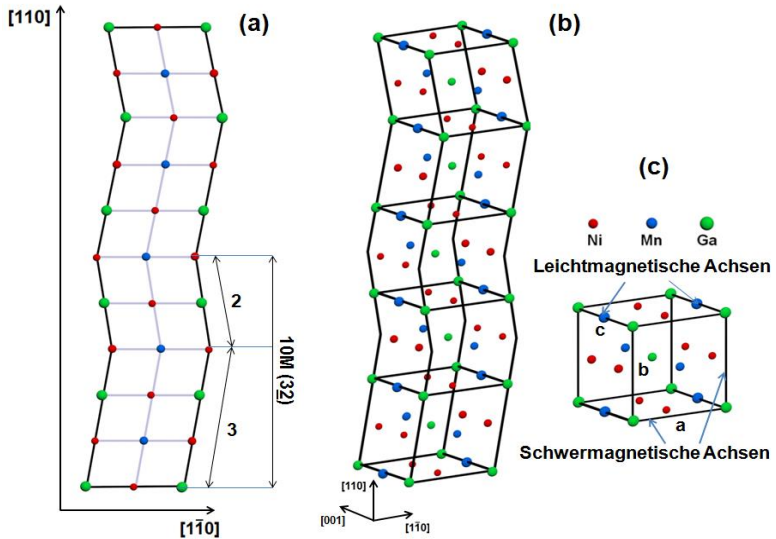 [110]
(a)
2
10M (32̲)
3
[11̄0]
(b)
[110]
[001]
[11̄0]
(c)
Ni Mn Ga
Leichtmagnetische Achsen
c
b
a
Schwermagnetische Achsen